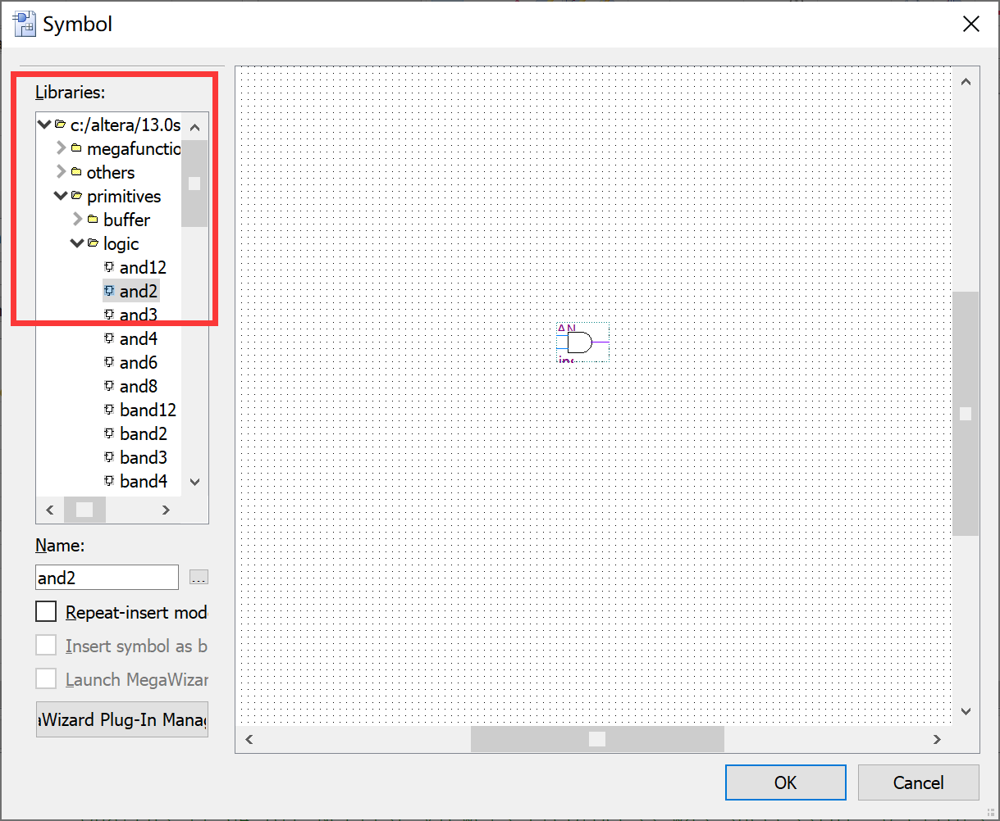 Symbol
Libraries:
c:/altera/13.0s
megafunctio
others
primitives
buffer
logic
and12
and2
and3
and4
and6
and8
band12
band2
band3
band4
AN
ins
Name:
and2
...
Repeat-insert mod
Insert symbol as b
Launch MegaWizar
aWizard Plug-In Manag
OK
Cancel